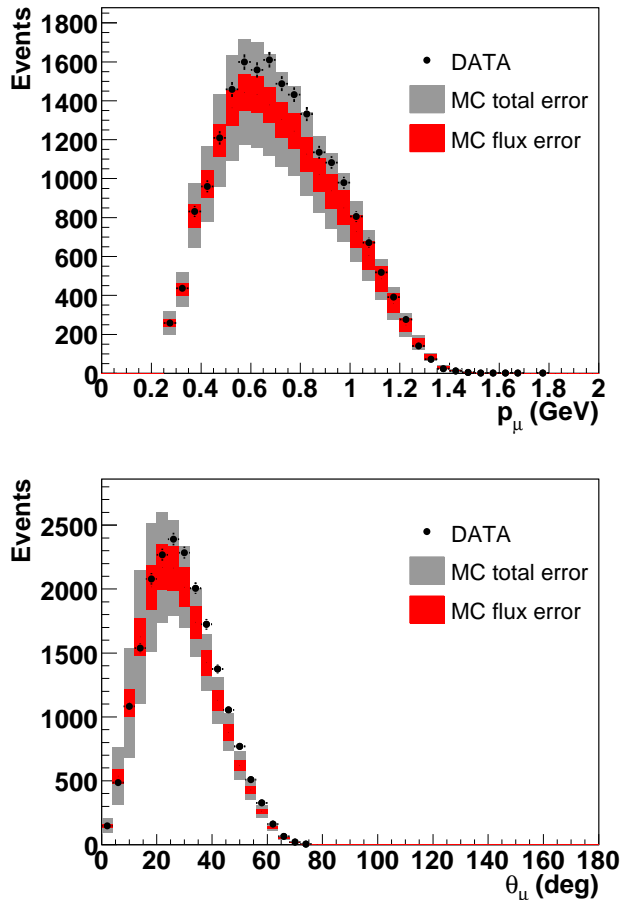 Events
1800
1600
1400
1200
1000
800
600
400
200
0
DATA
MC total error
MC flux error
0 0.2 0.4 0.6 0.8 1 1.2 1.4 1.6 1.8 2
pμ (GeV)
Events
2500
2000
1500
1000
500
0
DATA
MC total error
MC flux error
0 20 40 60 80 100 120 140 160 180
θμ (deg)